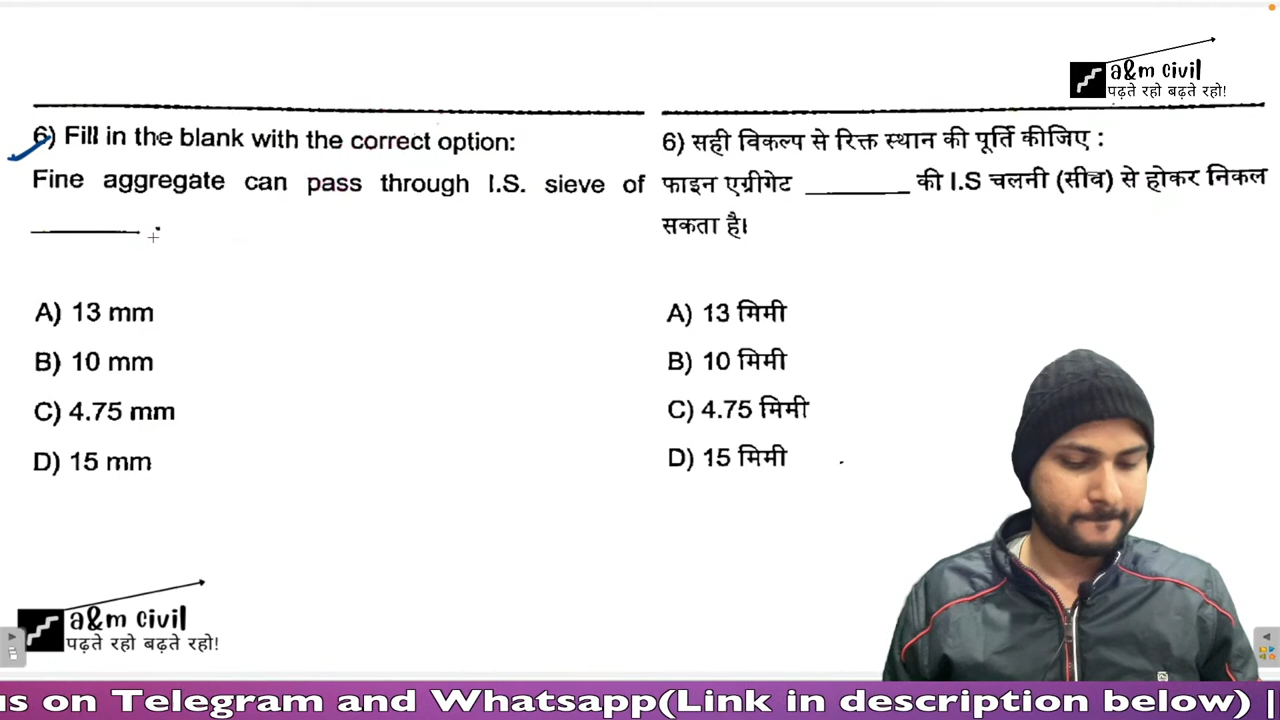 a&m civil
पढ़ते रहो बढ़ते रहो!
6) Fill in the blank with the correct option:
Fine aggregate can pass through I.S. sieve of
__________ .
A) 13 mm
B) 10 mm
C) 4.75 mm
D) 15 mm
6) सही विकल्प से रिक्त स्थान की पूर्ति कीजिए :
फाइन एग्रीगेट __________ की I.S चलनी (सीव) से होकर निकल
सकता है।
A) 13 मिमी
B) 10 मिमी
C) 4.75 मिमी
D) 15 मिमी
a&m civil
पढ़ते रहो बढ़ते रहो!
us on Telegram and Whatsapp(Link in description below) ||